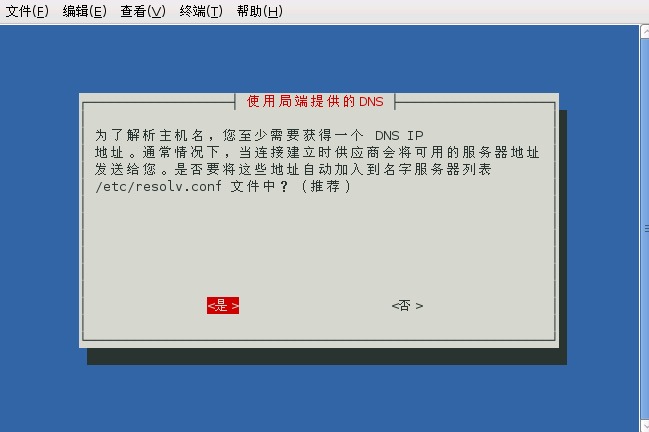 文件(F) 编辑(E) 查看(V) 终端(T) 帮助(H)
使用局端提供的DNS
为了解析主机名，您至少需要获得一个 DNS IP
地址。通常情况下，当连接建立时供应商会将可用的服务器地址
发送给您。是否要将这些地址自动加入到名字服务器列表
/etc/resolv.conf 文件中？（推荐）
<是> <否>